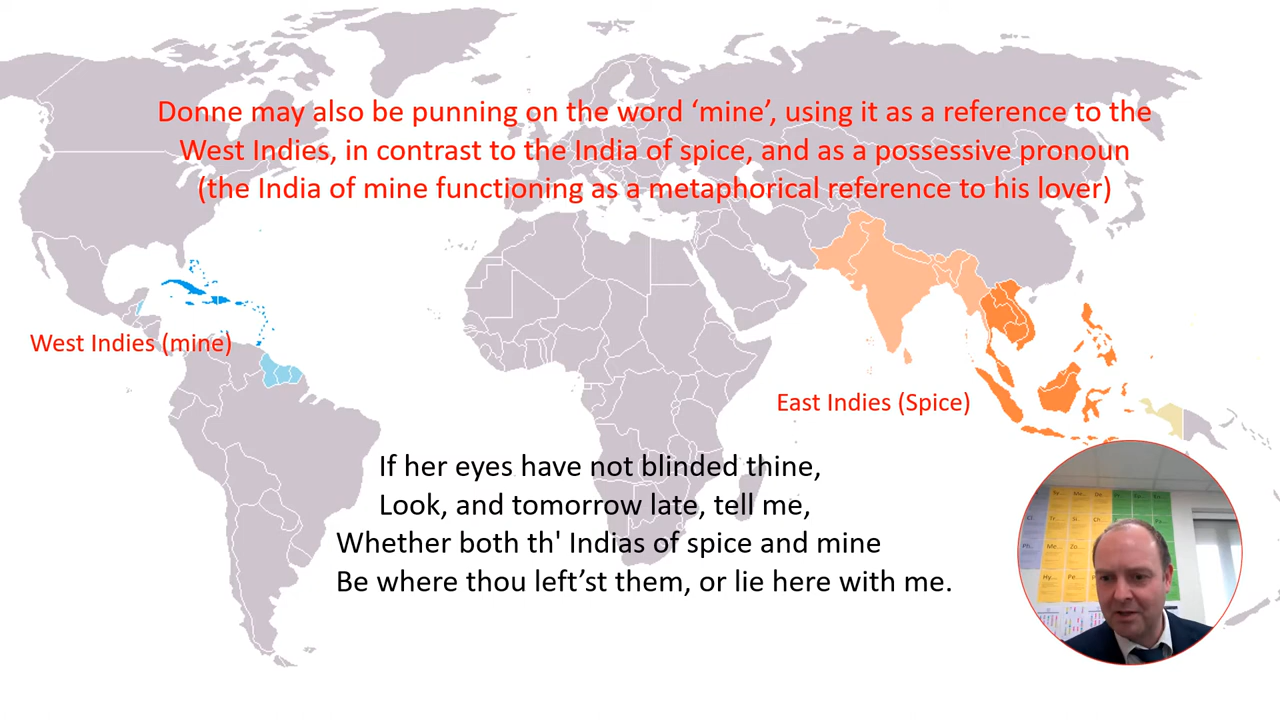 Donne may also be punning on the word ‘mine’, using it as a reference to the
West Indies, in contrast to the India of spice, and as a possessive pronoun
(the India of mine functioning as a metaphorical reference to his lover)
West Indies (mine)
East Indies (Spice)
If her eyes have not blinded thine,
Look, and tomorrow late, tell me,
Whether both th' Indias of spice and mine
Be where thou left’st them, or lie here with me.